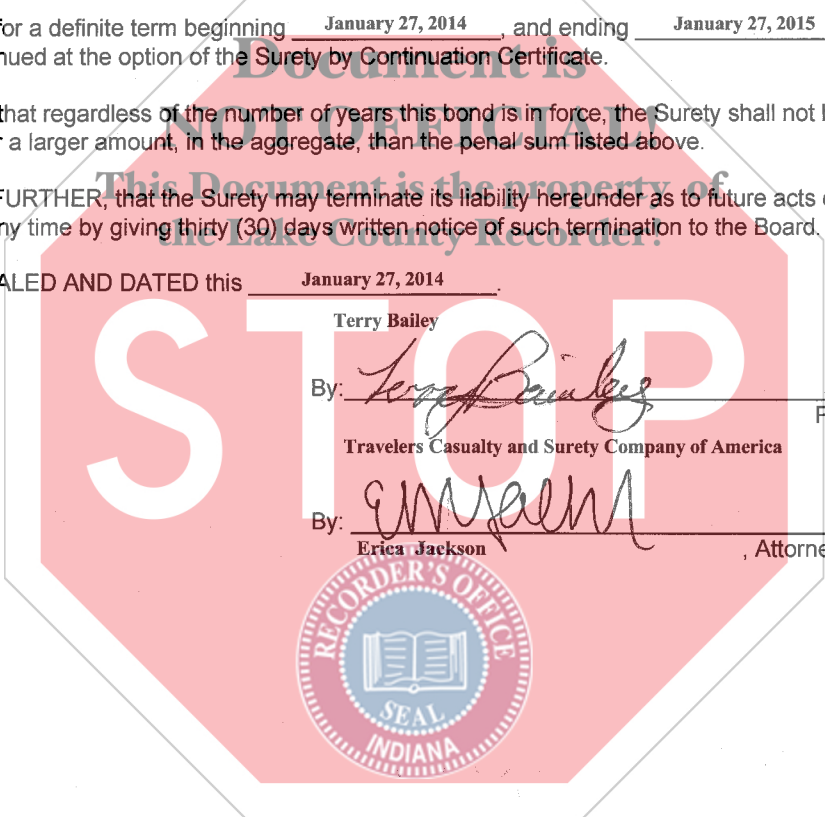 for a definite term beginning January 27, 2014, and ending January 27, 2015
nued at the option of the Surety by Continuation Certificate.
Document is
that regardless of the number of years this bond is in force, the Surety shall not
NOT OFFICIAL!
a larger amount, in the aggregate, than the penal sum listed above.
This Document is the property of
FURTHER, that the Surety may terminate its liability hereunder as to future acts
ny time by giving thirty (30) days written notice of such termination to the Board.
the Lake County Recorder!
ALED AND DATED this January 27, 2014.
STOP
Terry Bailey
By: Terry Bailey
Travelers Casualty and Surety Company of America
By:
Erica Jackson , Attorne
RECORDER'S OFFICE
SEAL
INDIANA